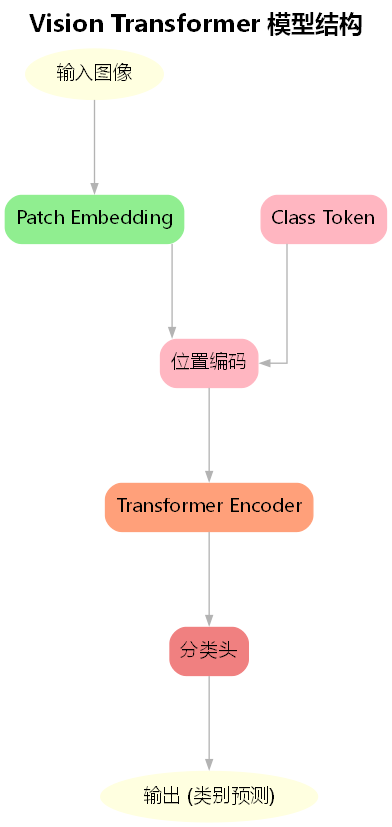 Vision Transformer 模型结构
输入图像
Patch Embedding
Class Token
位置编码
Transformer Encoder
分类头
输出 (类别预测)